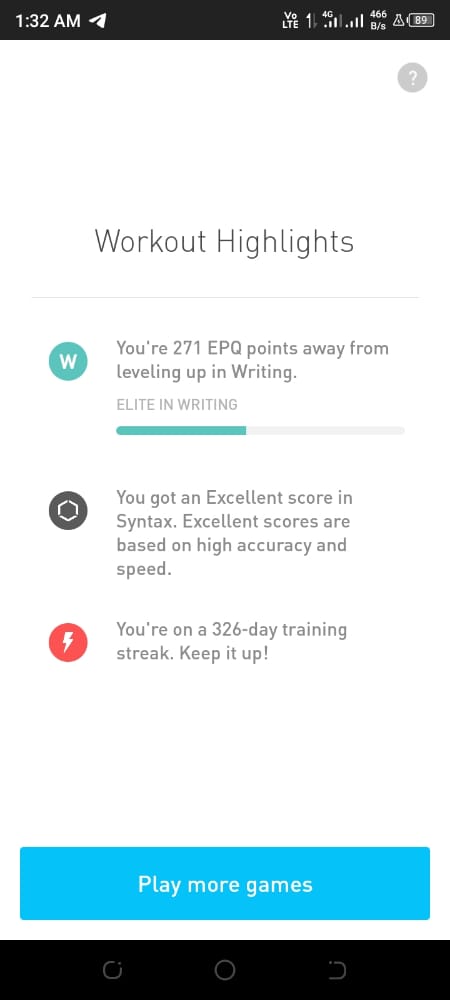 1:32 AM Vo LTE 4G 466 B/s 89
?
Workout Highlights
W
You're 271 EPQ points away from
leveling up in Writing.
ELITE IN WRITING
You got an Excellent score in
Syntax. Excellent scores are
based on high accuracy and
speed.
You're on a 326-day training
streak. Keep it up!
Play more games